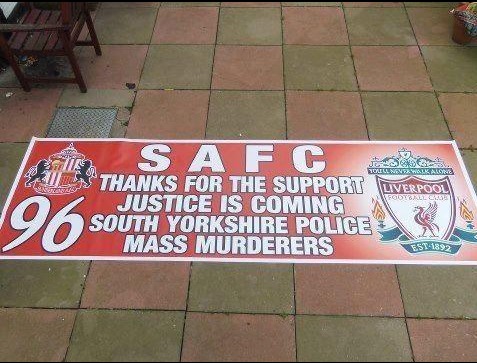 SAFC
THANKS FOR THE SUPPORT
JUSTICE IS COMING
96
SOUTH YORKSHIRE POLICE
MASS MURDERERS
YOU'LL NEVER WALK ALONE
LIVERPOOL
FOOTBALL CLUB
EST·1892